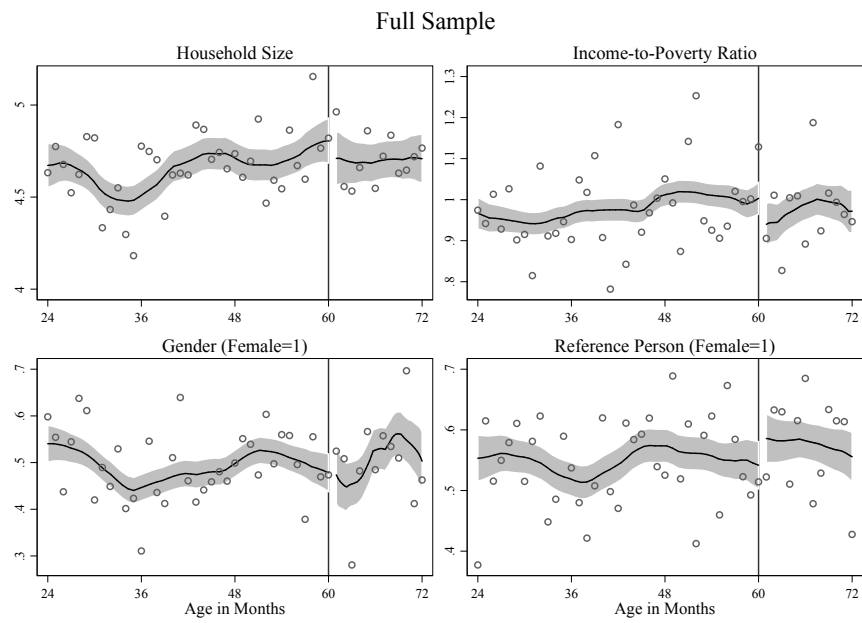 Full Sample
Household Size
5
4.5
4
24 36 48 60 72
Income-to-Poverty Ratio
1.3
1.2
1.1
1
.9
.8
24 36 48 60 72
Gender (Female=1)
.7
.6
.5
.4
.3
24 36 48 60 72
Age in Months
Reference Person (Female=1)
.7
.6
.5
.4
24 36 48 60 72
Age in Months